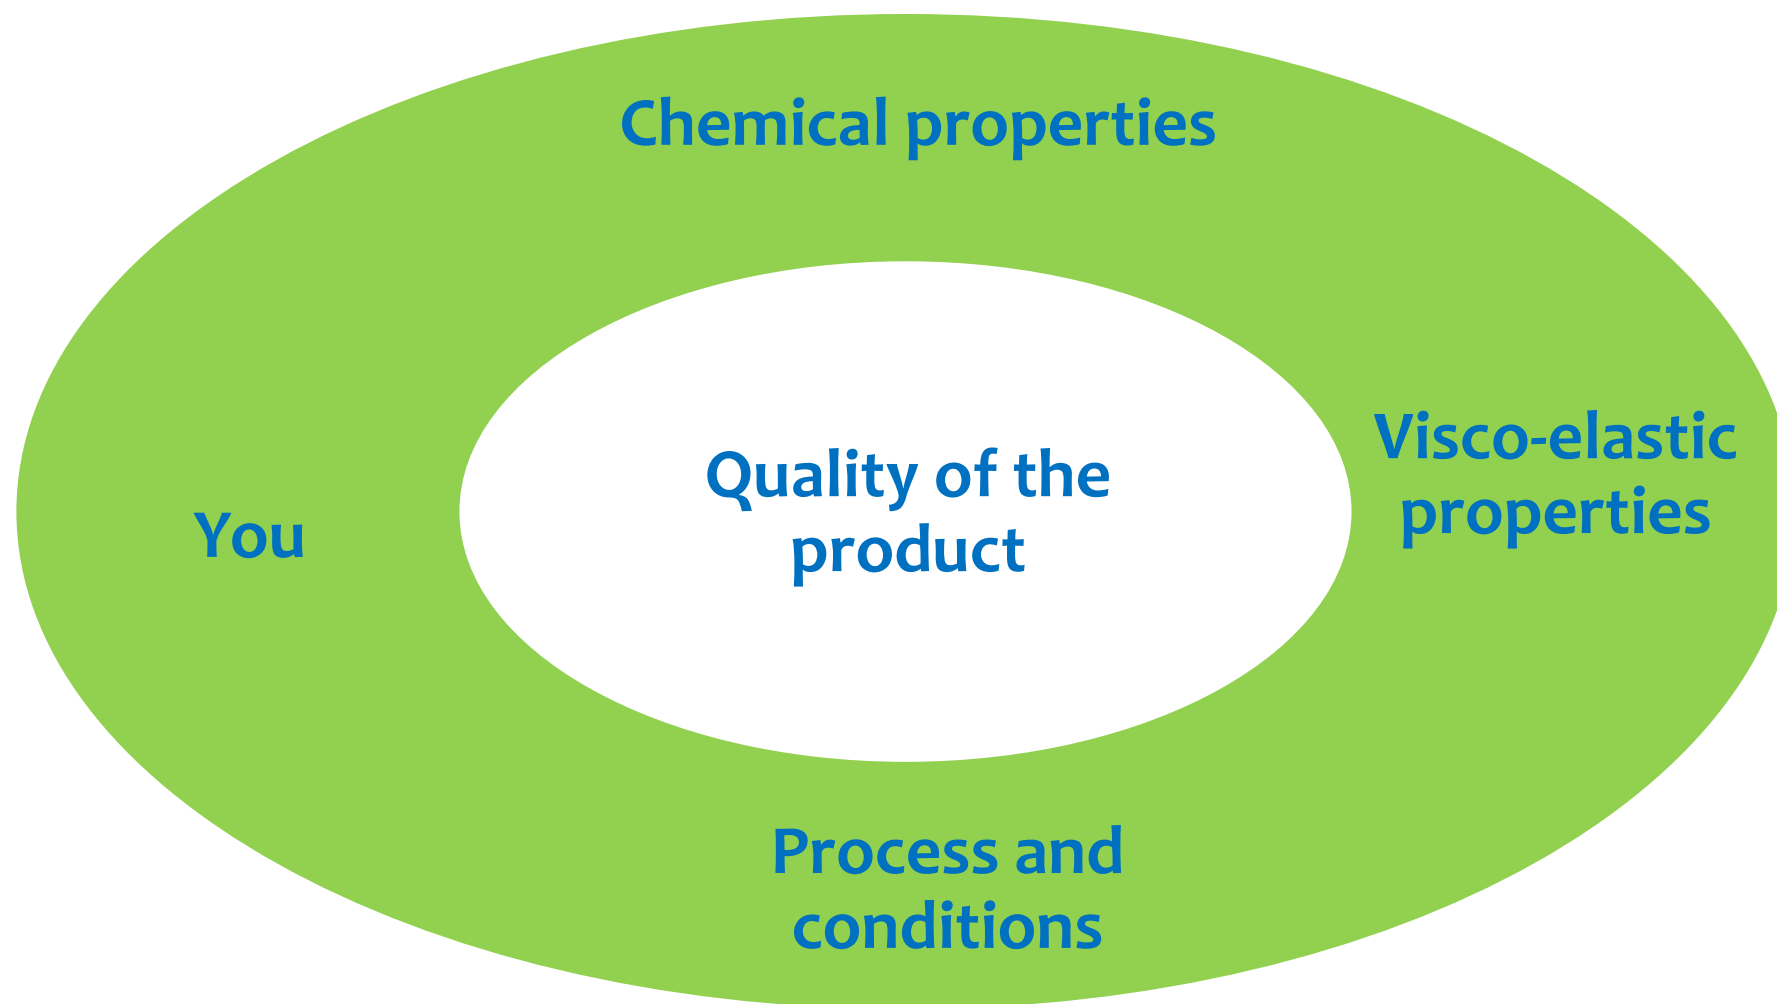 Chemical properties
Visco-elastic
properties
Quality of the
product
You
Process and
conditions